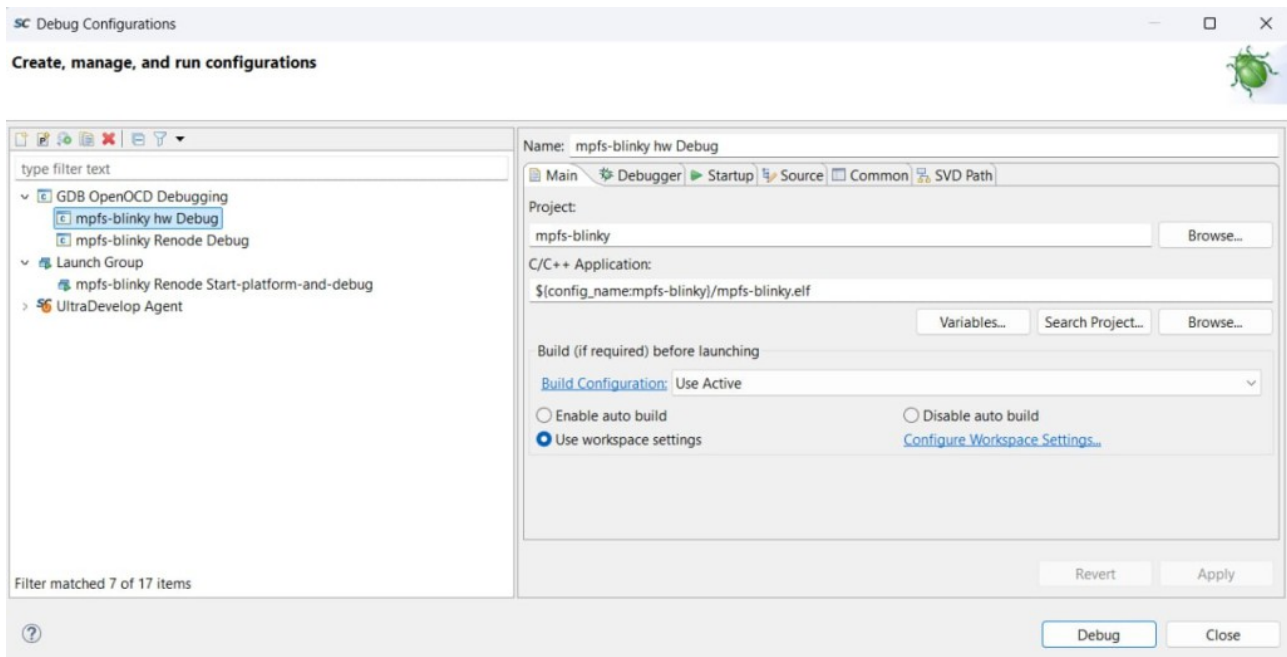 SC Debug Configurations
Create, manage, and run configurations
type filter text
GDB OpenOCD Debugging
mpfs-blinky hw Debug
mpfs-blinky Renode Debug
Launch Group
mpfs-blinky Renode Start-platform-and-debug
UltraDevelop Agent
Filter matched 7 of 17 items
Name: mpfs-blinky hw Debug
Main Debugger Startup Source Common SVD Path
Project:
mpfs-blinky
Browse...
C/C++ Application:
${config_name:mpfs-blinky}/mpfs-blinky.elf
Variables... Search Project... Browse...
Build (if required) before launching
Build Configuration: Use Active
Enable auto build Disable auto build
Use workspace settings Configure Workspace Settings...
Revert Apply
Debug Close